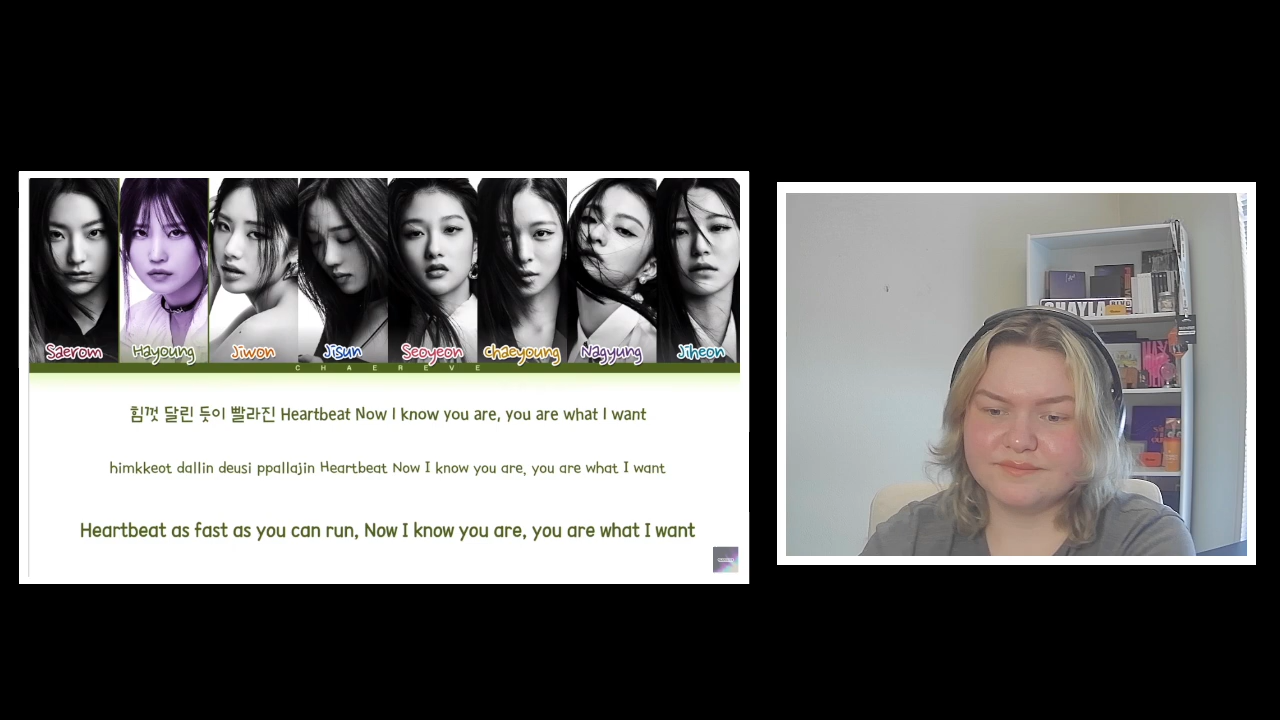 Saerom Hayoung Jiwon Jisun Seoyeon Chaeyoung Nagyung Jiheon
CHAEREVE
힘껏 달린 듯이 빨라진 Heartbeat Now I know you are, you are what I want
himkkeot dallin deusi ppallajin Heartbeat Now I know you are, you are what I want
Heartbeat as fast as you can run, Now I know you are, you are what I want
SHAYLA